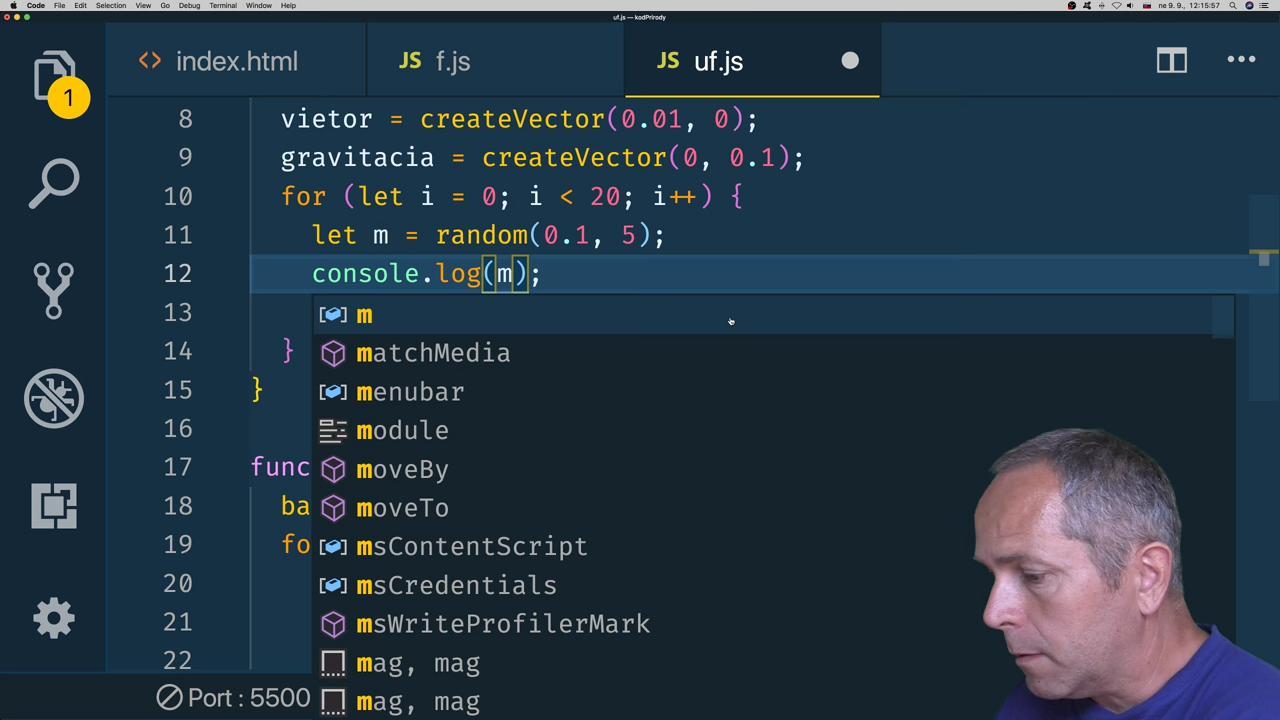 Code File Edit Selection View Go Debug Terminal Window Help
ne 9. 9., 12:15:57
uf.js — kodPrirody
index.html
JS f.js
JS uf.js
1
8 vietor = createVector(0.01, 0);
9 gravitacia = createVector(0, 0.1);
10 for (let i = 0; i < 20; i++) {
11 let m = random(0.1, 5);
12 console.log(m);
13
14 }
15 }
16
17 func
18 ba
19 fo
20
21
22
m
matchMedia
menubar
module
moveBy
moveTo
msContentScript
msCredentials
msWriteProfilerMark
mag, mag
mag, mag
Port : 5500